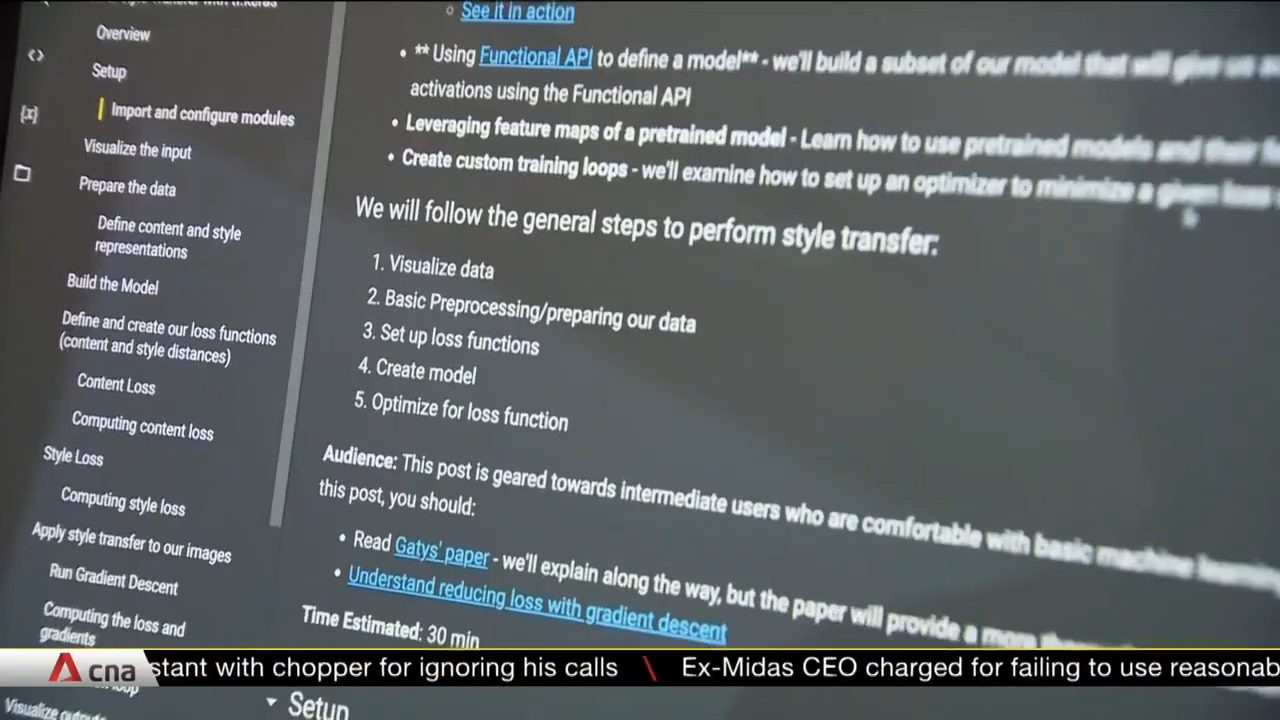 Overview
Setup
Import and configure modules
Visualize the input
Prepare the data
Define content and style
representations
Build the Model
Define and create our loss functions
(content and style distances)
Content Loss
Computing content loss
Style Loss
Computing style loss
Apply style transfer to our images
Run Gradient Descent
Computing the loss and
gradients
See it in action
** Using Functional API to define a model** - we'll build a subset of our model that will give us
activations using the Functional API
Leveraging feature maps of a pretrained model - Learn how to use pretrained models and their
Create custom training loops - we'll examine how to set up an optimizer to minimize a given loss
We will follow the general steps to perform style transfer:
1. Visualize data
2. Basic Preprocessing/preparing our data
3. Set up loss functions
4. Create model
5. Optimize for loss function
Audience: This post is geared towards intermediate users who are comfortable with basic machine learning
this post, you should:
Read Gatys' paper - we'll explain along the way, but the paper will provide a more
Understand reducing loss with gradient descent
Time Estimated: 30 min
Setup
cna
stant with chopper for ignoring his calls \ Ex-Midas CEO charged for failing to use reasonab